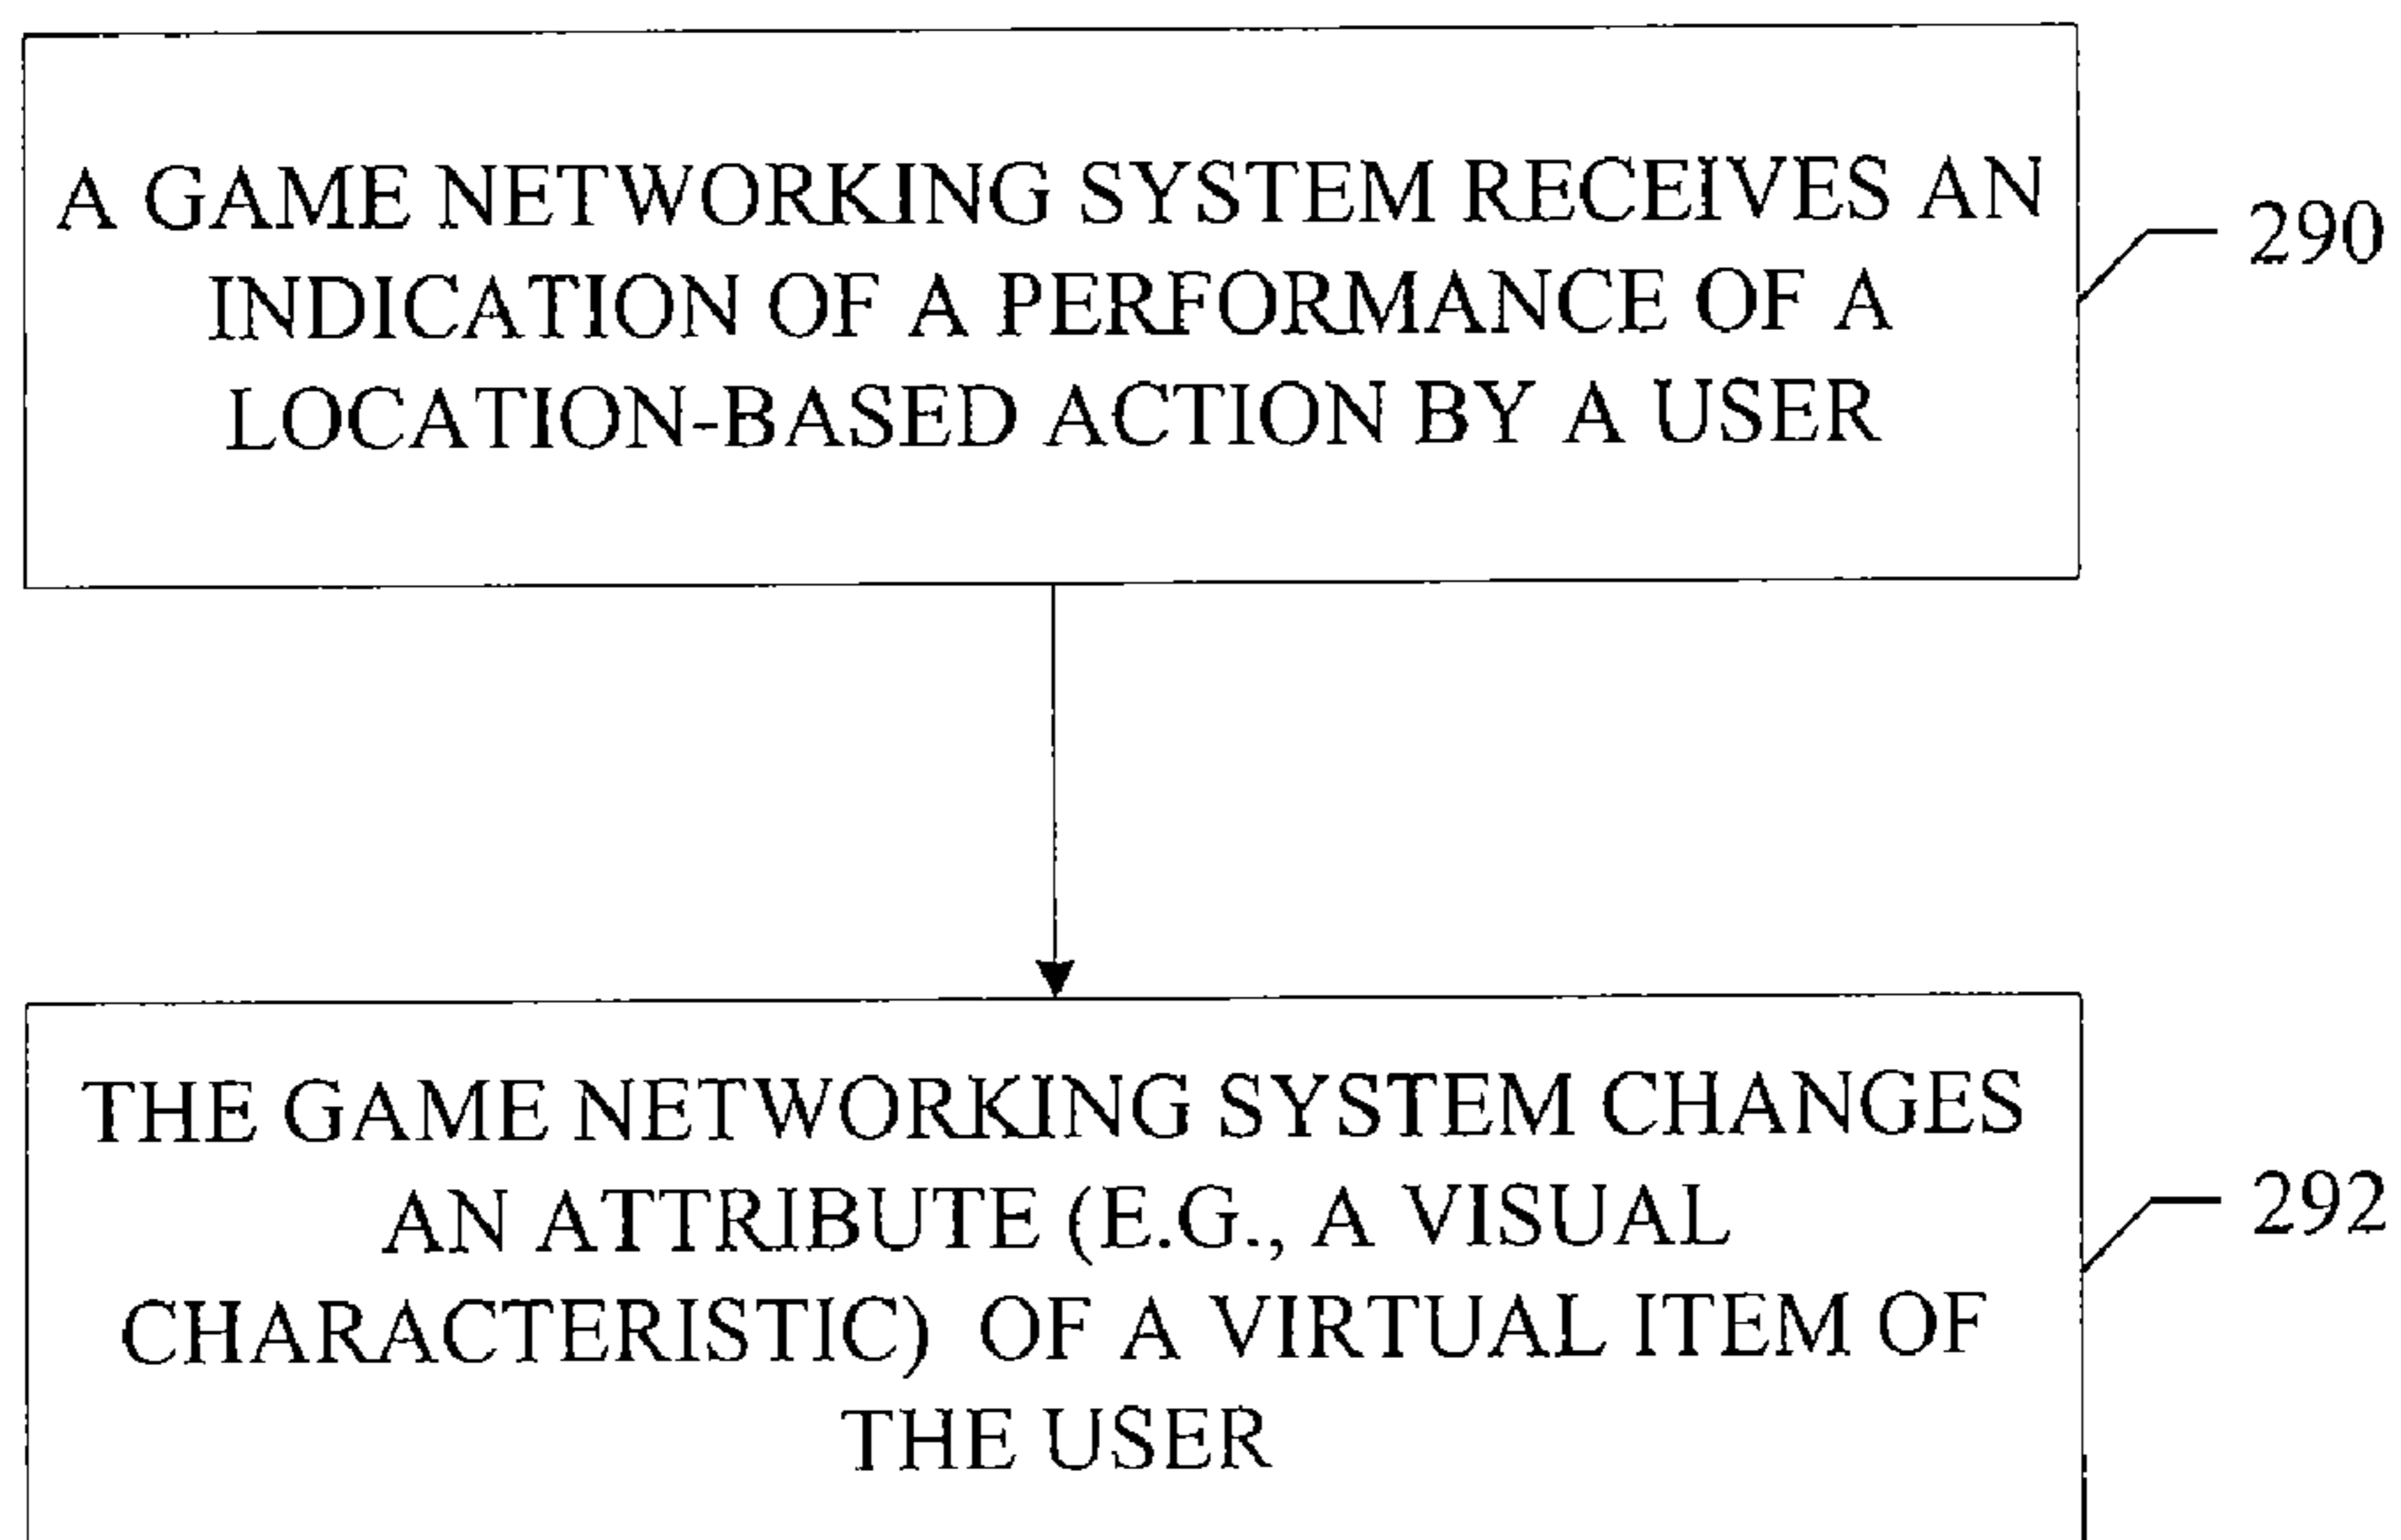 A GAME NETWORKING SYSTEM RECEIVES AN
INDICATION OF A PERFORMANCE OF A
LOCATION-BASED ACTION BY A USER
290
THE GAME NETWORKING SYSTEM CHANGES
AN ATTRIBUTE (E.G., A VISUAL
CHARACTERISTIC) OF A VIRTUAL ITEM OF
THE USER
292